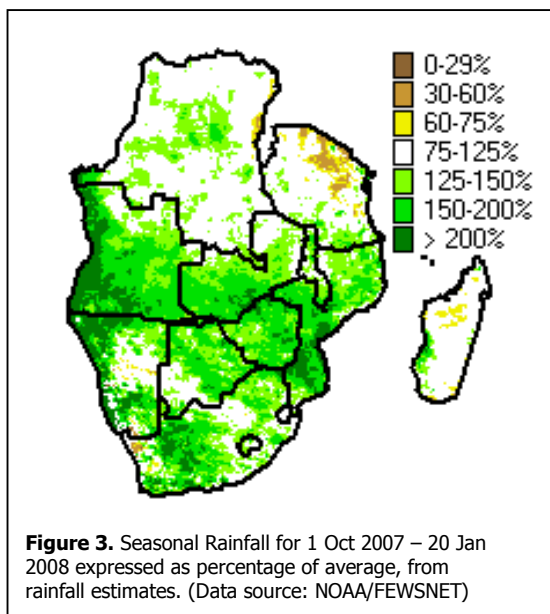 0-29%
30-60%
60-75%
75-125%
125-150%
150-200%
> 200%
Figure 3. Seasonal Rainfall for 1 Oct 2007 – 20 Jan
2008 expressed as percentage of average, from
rainfall estimates. (Data source: NOAA/FEWSNET)